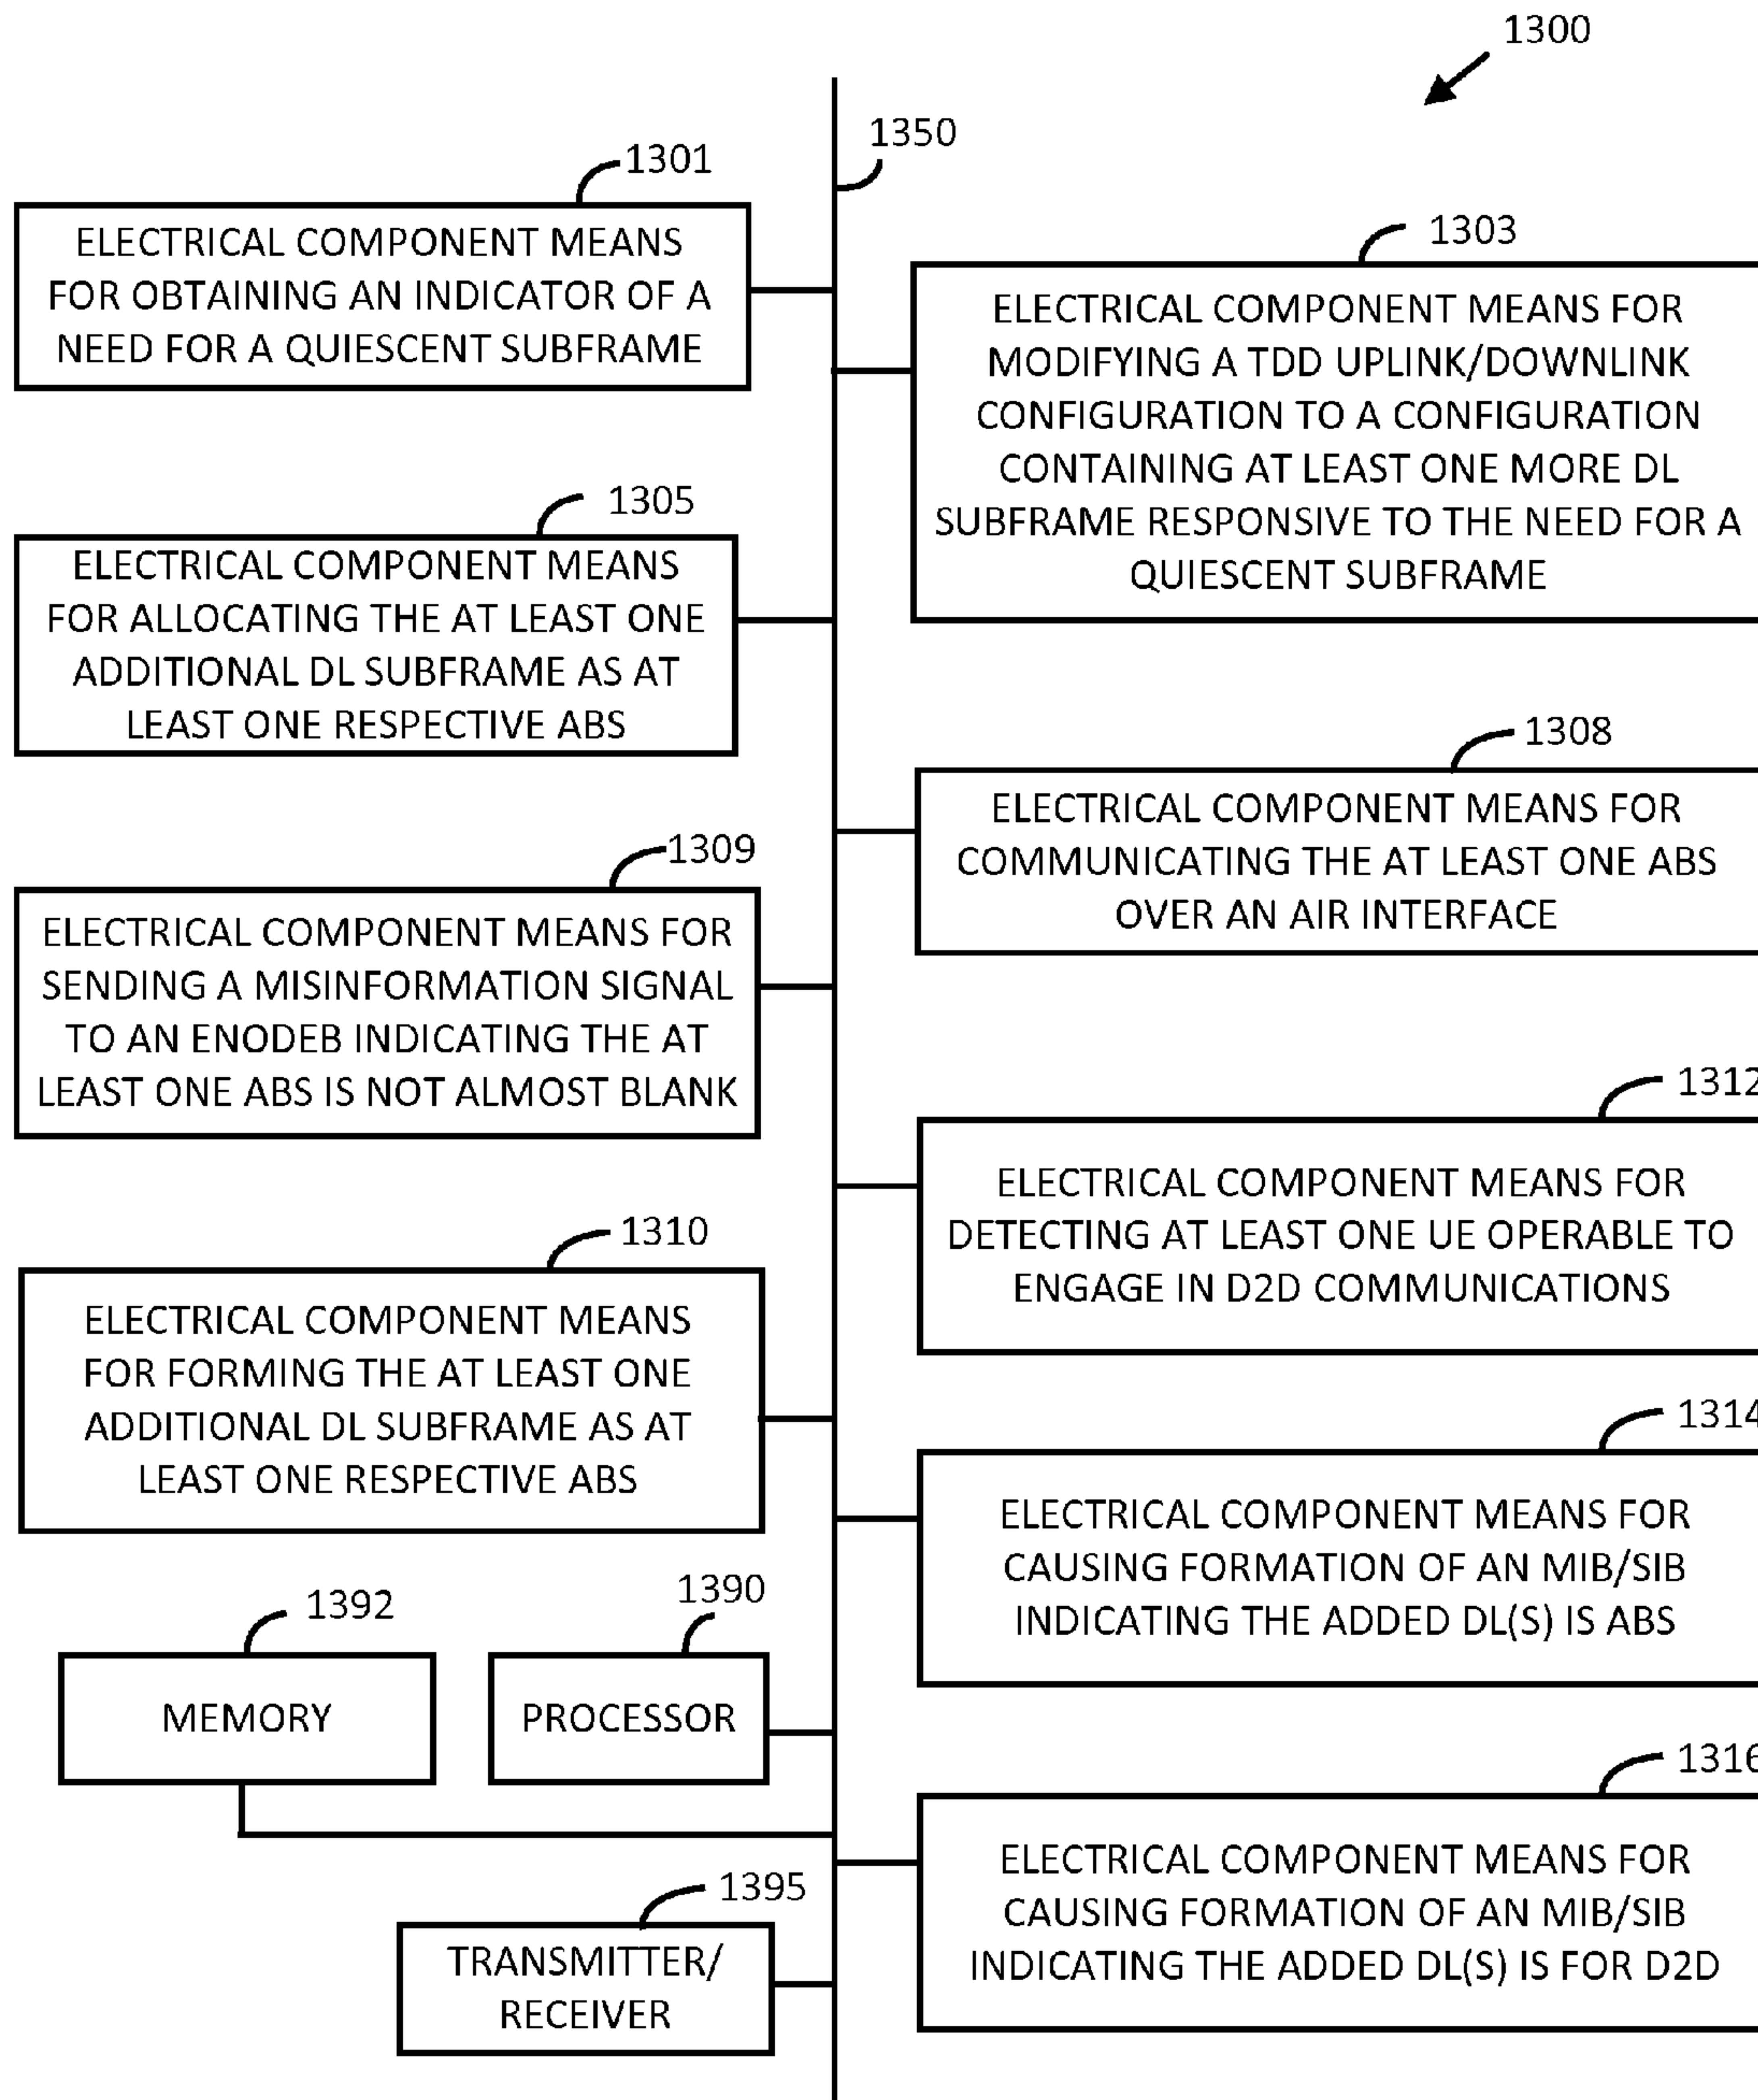 1300
1350
1301
ELECTRICAL COMPONENT MEANS
FOR OBTAINING AN INDICATOR OF A
NEED FOR A QUIESCENT SUBFRAME
1303
ELECTRICAL COMPONENT MEANS FOR
MODIFYING A TDD UPLINK/DOWNLINK
CONFIGURATION TO A CONFIGURATION
CONTAINING AT LEAST ONE MORE DL
SUBFRAME RESPONSIVE TO THE NEED FOR A
QUIESCENT SUBFRAME
1305
ELECTRICAL COMPONENT MEANS
FOR ALLOCATING THE AT LEAST ONE
ADDITIONAL DL SUBFRAME AS AT
LEAST ONE RESPECTIVE ABS
1308
ELECTRICAL COMPONENT MEANS FOR
COMMUNICATING THE AT LEAST ONE ABS
OVER AN AIR INTERFACE
1309
ELECTRICAL COMPONENT MEANS FOR
SENDING A MISINFORMATION SIGNAL
TO AN ENODEB INDICATING THE AT
LEAST ONE ABS IS NOT ALMOST BLANK
1312
ELECTRICAL COMPONENT MEANS FOR
DETECTING AT LEAST ONE UE OPERABLE TO
ENGAGE IN D2D COMMUNICATIONS
1310
ELECTRICAL COMPONENT MEANS
FOR FORMING THE AT LEAST ONE
ADDITIONAL DL SUBFRAME AS AT
LEAST ONE RESPECTIVE ABS
1314
ELECTRICAL COMPONENT MEANS FOR
CAUSING FORMATION OF AN MIB/SIB
INDICATING THE ADDED DL(S) IS ABS
1392
MEMORY
1390
PROCESSOR
1316
ELECTRICAL COMPONENT MEANS FOR
CAUSING FORMATION OF AN MIB/SIB
INDICATING THE ADDED DL(S) IS FOR D2D
1395
TRANSMITTER/
RECEIVER